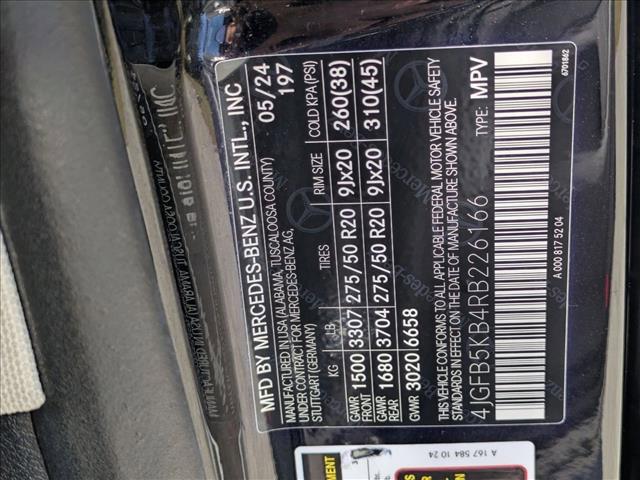 MFD BY MERCEDES-BENZ U.S. INTL., INC
MANUFACTURED IN USA (ALABAMA, TUSCALOOSA COUNTY) 05/24
UNDER CONTRACT FOR MERCEDES-BENZ AG, 197
STUTTGART (GERMANY)
KG LB TIRES RIM SIZE COLD KPA (PSI)
GAWR FRONT 1500 3307 275/50 R20 9Jx20 260(38)
GAWR REAR 1680 3704 275/50 R20 9Jx20 310(45)
GWR 3020 6658
THIS VEHICLE CONFORMS TO ALL APPLICABLE FEDERAL MOTOR VEHICLE SAFETY
STANDARDS IN EFFECT ON THE DATE OF MANUFACTURE SHOWN ABOVE.
4JGFB5KB4RB226166 TYPE: MPV
A 000 817 52 04 6701862
A 167 584 10 24